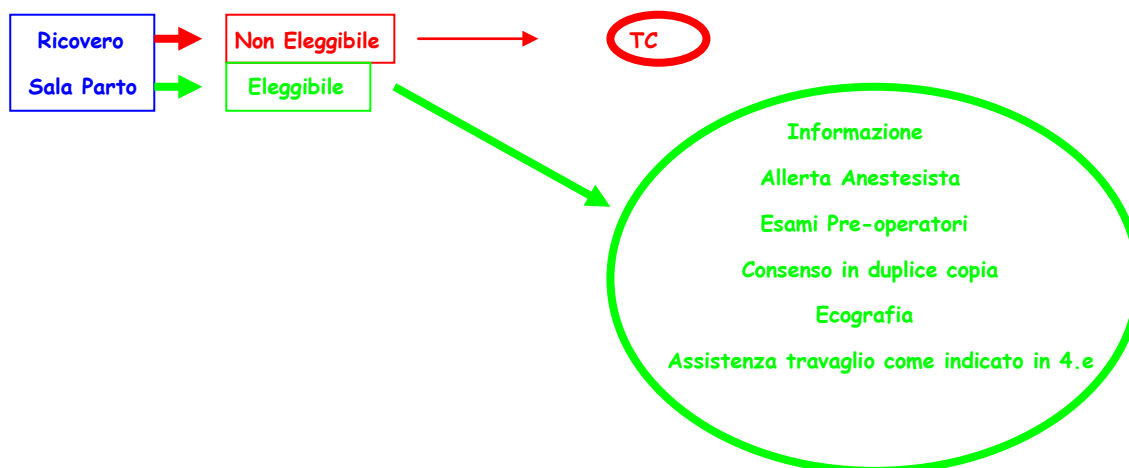 Ricovero
Sala Parto
Non Eleggibile
Eleggibile
TC
Informazione
Allerta Anestesista
Esami Pre-operatori
Consenso in duplice copia
Ecografia
Assistenza travaglio come indicato in 4.e